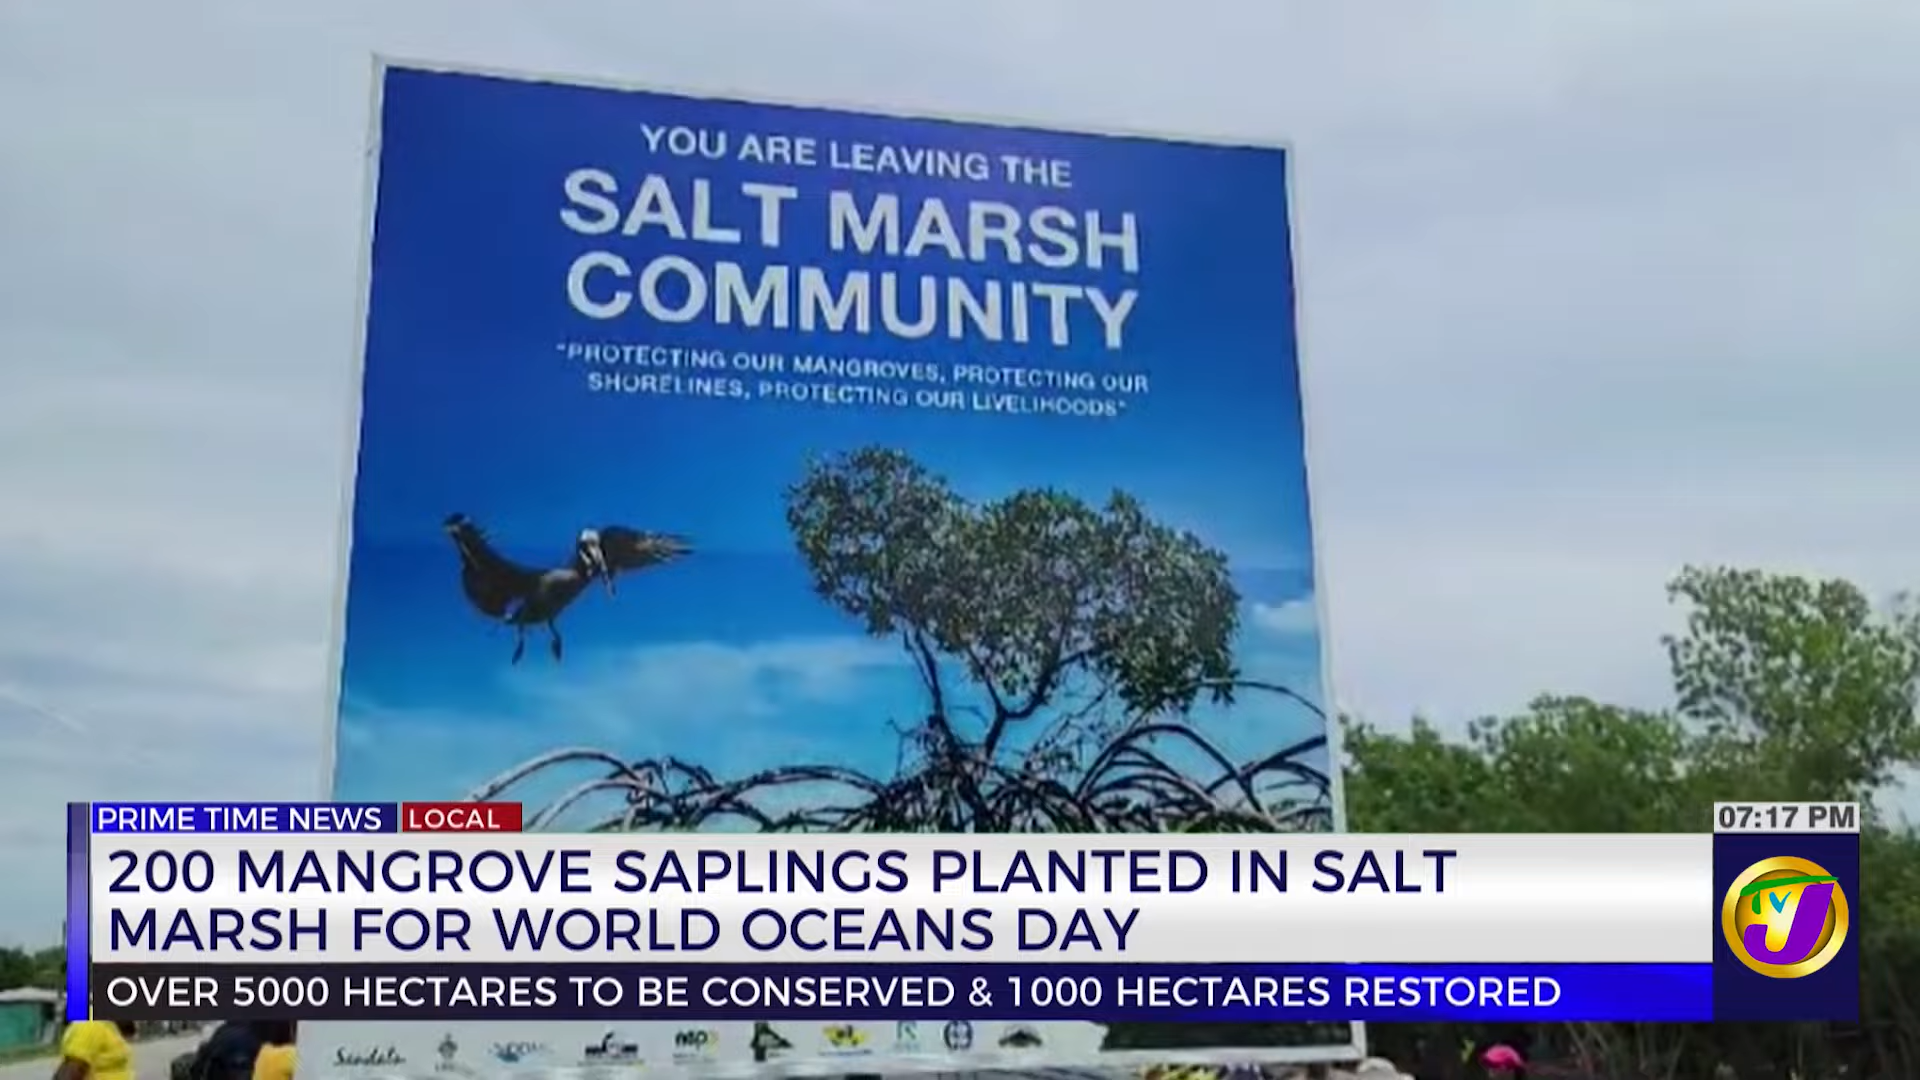 YOU ARE LEAVING THE
SALT MARSH
COMMUNITY
"PROTECTING OUR MANGROVES, PROTECTING OUR
SHORELINES, PROTECTING OUR LIVELIHOODS"
PRIME TIME NEWS
LOCAL
07:17 PM
200 MANGROVE SAPLINGS PLANTED IN SALT
MARSH FOR WORLD OCEANS DAY
TVJ
OVER 5000 HECTARES TO BE CONSERVED & 1000 HECTARES RESTORED
Sandals